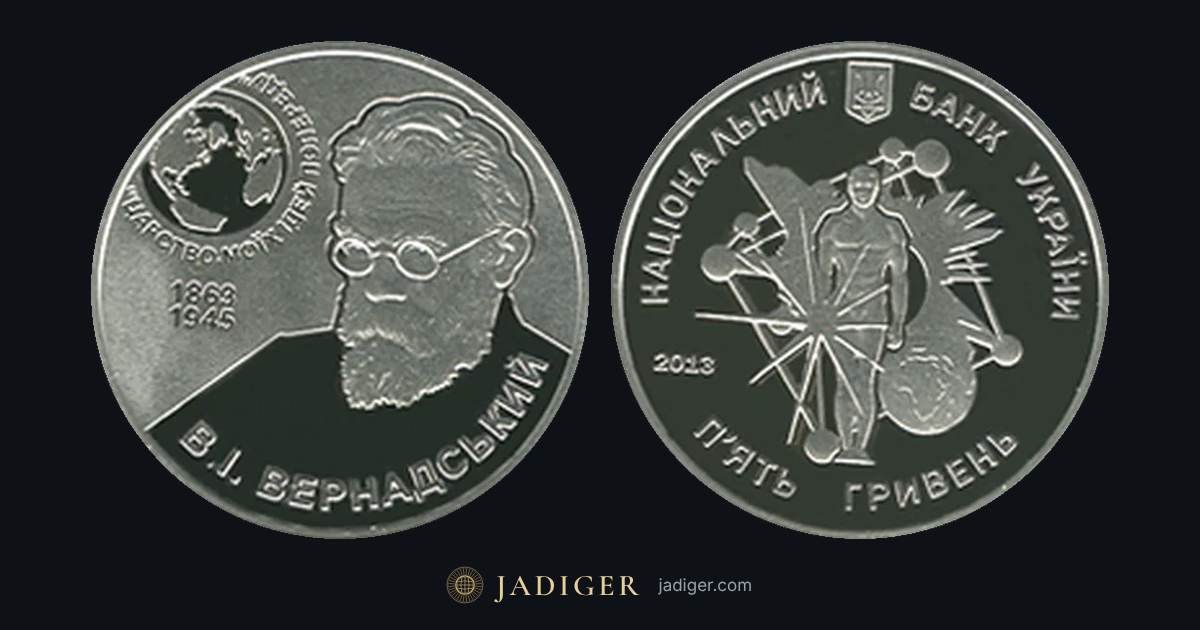 "ЦАРСТВО МОЇХ ІДЕЙ ПОПЕРЕДУ..."
1863
1945
В.І. ВЕРНАДСЬКИЙ
НАЦІОНАЛЬНИЙ БАНК УКРАЇНИ
2013
П'ЯТЬ ГРИВЕНЬ
JADIGER
jadiger.com